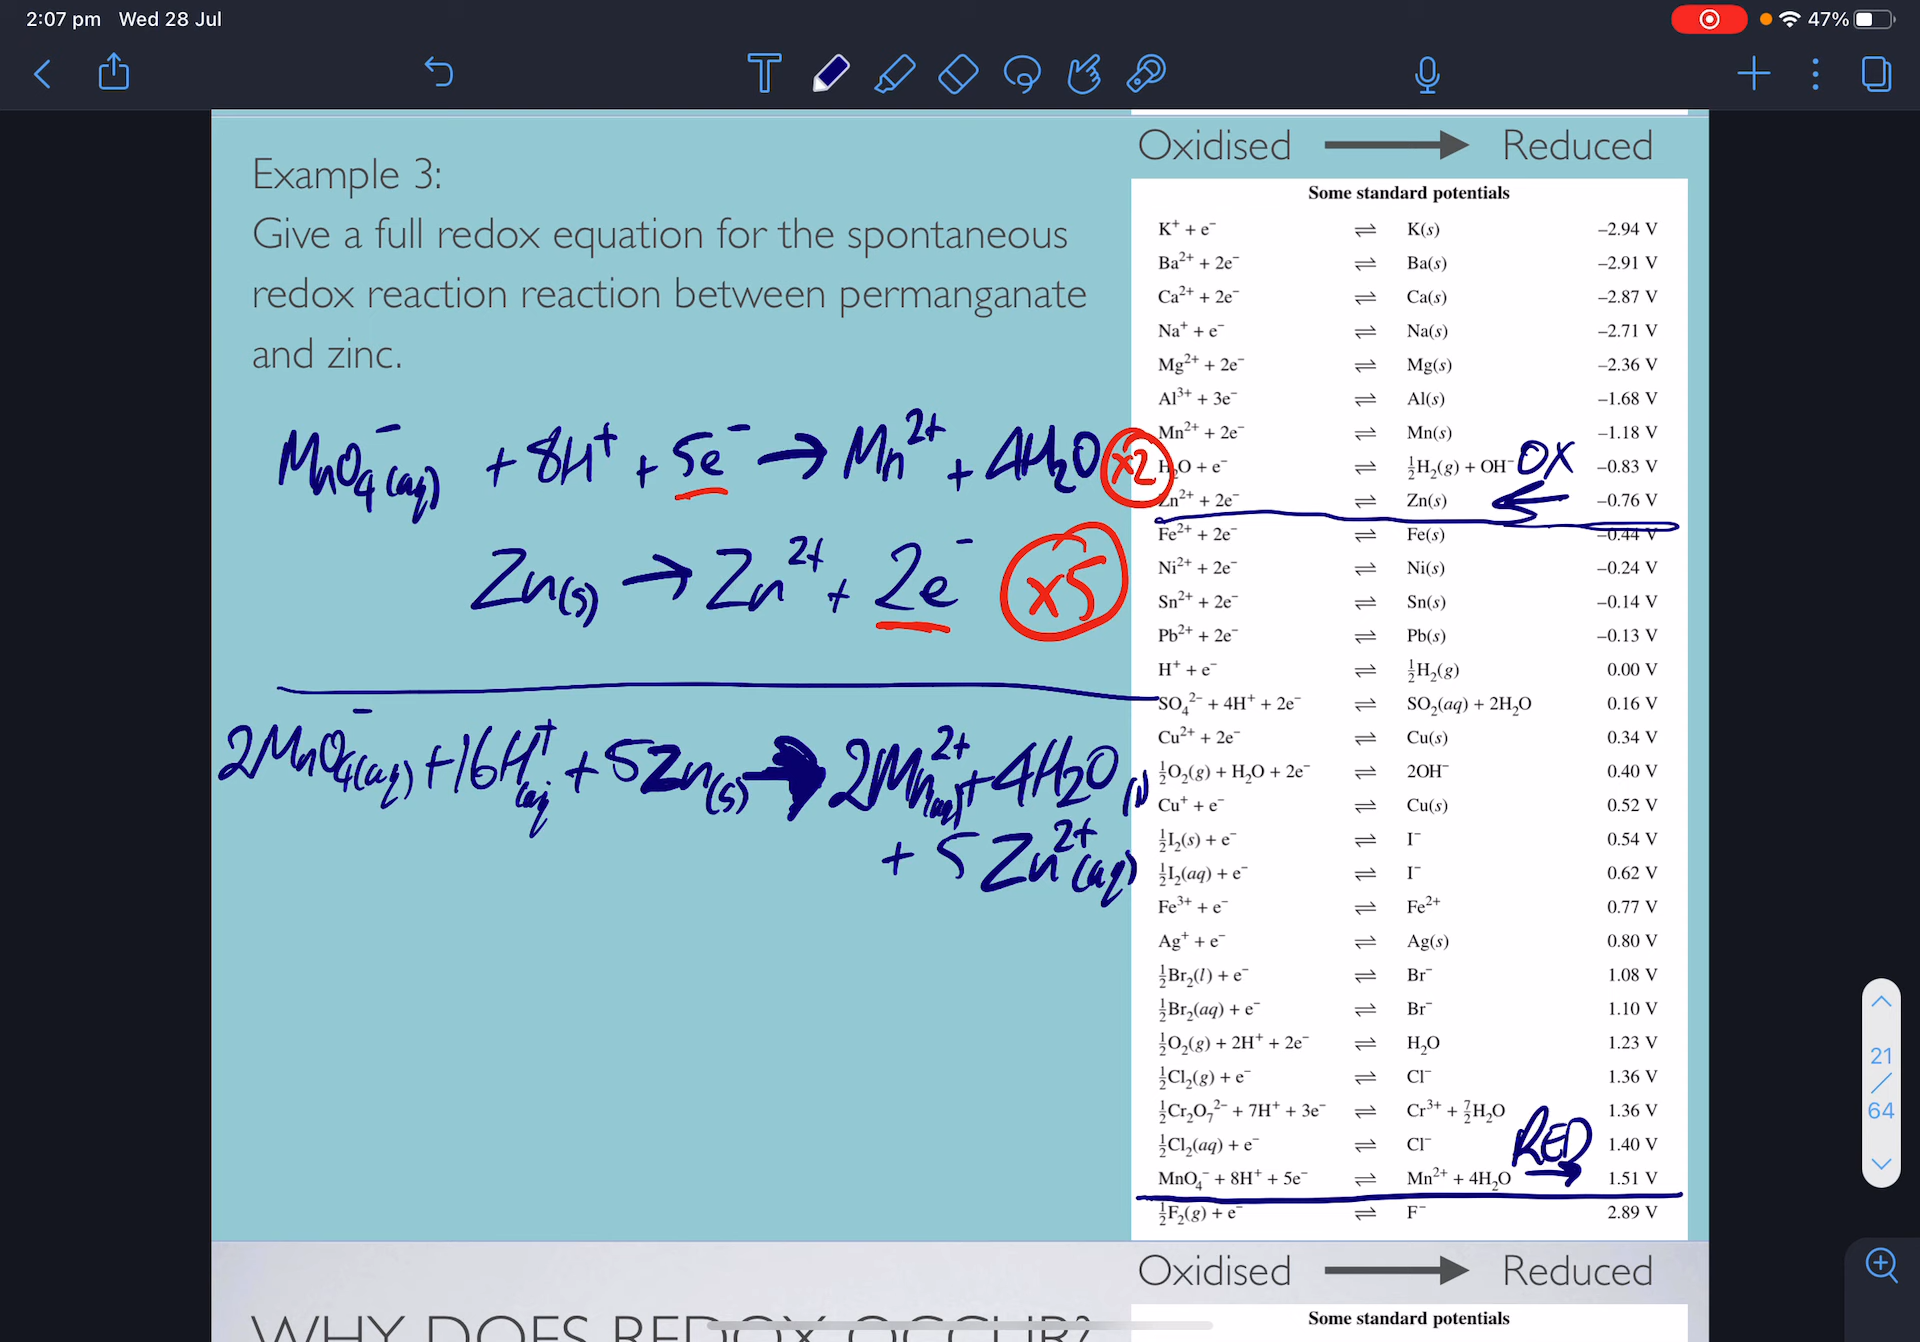 2:07 pm Wed 28 Jul
47%
Oxidised → Reduced
Example 3:
Give a full redox equation for the spontaneous
redox reaction reaction between permanganate
and zinc.
MnO₄⁻(aq) + 8H⁺ + 5e⁻ → Mn²⁺ + 4H₂O ×2
Zn(s) → Zn²⁺ + 2e⁻ ×5
2MnO₄⁻(aq) + 16H⁺(aq) + 5Zn(s) → 2Mn²⁺(aq) + 4H₂O(l)
+ 5Zn²⁺(aq)
Some standard potentials
K⁺ + e⁻ ⇌ K(s) –2.94 V
Ba²⁺ + 2e⁻ ⇌ Ba(s) –2.91 V
Ca²⁺ + 2e⁻ ⇌ Ca(s) –2.87 V
Na⁺ + e⁻ ⇌ Na(s) –2.71 V
Mg²⁺ + 2e⁻ ⇌ Mg(s) –2.36 V
Al³⁺ + 3e⁻ ⇌ Al(s) –1.68 V
Mn²⁺ + 2e⁻ ⇌ Mn(s) –1.18 V
H₂O + e⁻ ⇌ ½H₂(g) + OH⁻ OX –0.83 V
Zn²⁺ + 2e⁻ ⇌ Zn(s) ← –0.76 V
Fe²⁺ + 2e⁻ ⇌ Fe(s) –0.44 V
Ni²⁺ + 2e⁻ ⇌ Ni(s) –0.24 V
Sn²⁺ + 2e⁻ ⇌ Sn(s) –0.14 V
Pb²⁺ + 2e⁻ ⇌ Pb(s) –0.13 V
H⁺ + e⁻ ⇌ ½H₂(g) 0.00 V
SO₄²⁻ + 4H⁺ + 2e⁻ ⇌ SO₂(aq) + 2H₂O 0.16 V
Cu²⁺ + 2e⁻ ⇌ Cu(s) 0.34 V
½O₂(g) + H₂O + 2e⁻ ⇌ 2OH⁻ 0.40 V
Cu⁺ + e⁻ ⇌ Cu(s) 0.52 V
½I₂(s) + e⁻ ⇌ I⁻ 0.54 V
½I₂(aq) + e⁻ ⇌ I⁻ 0.62 V
Fe³⁺ + e⁻ ⇌ Fe²⁺ 0.77 V
Ag⁺ + e⁻ ⇌ Ag(s) 0.80 V
½Br₂(l) + e⁻ ⇌ Br⁻ 1.08 V
½Br₂(aq) + e⁻ ⇌ Br⁻ 1.10 V
½O₂(g) + 2H⁺ + 2e⁻ ⇌ H₂O 1.23 V
½Cl₂(g) + e⁻ ⇌ Cl⁻ 1.36 V
½Cr₂O₇²⁻ + 7H⁺ + 3e⁻ ⇌ Cr³⁺ + 7/2H₂O 1.36 V
½Cl₂(aq) + e⁻ ⇌ Cl⁻ RED 1.40 V
MnO₄⁻ + 8H⁺ + 5e⁻ ⇌ Mn²⁺ + 4H₂O → 1.51 V
½F₂(g) + e⁻ ⇌ F⁻ 2.89 V
21
/
64
Oxidised → Reduced
WHY DOES REDOX OCCUR?
Some standard potentials